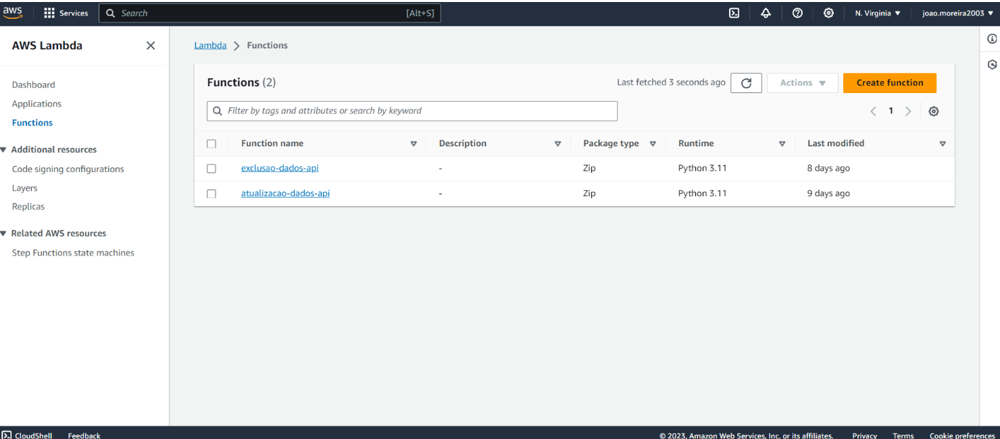 aws Services Search [Alt+S] N. Virginia joao.moreira2003
AWS Lambda
Dashboard
Applications
Functions
Additional resources
Code signing configurations
Layers
Replicas
Related AWS resources
Step Functions state machines
Lambda Functions
Functions (2) Last fetched 3 seconds ago Actions Create function
Filter by tags and attributes or search by keyword 1
Function name Description Package type Runtime Last modified
exclusao-dados-api - Zip Python 3.11 8 days ago
atualizacao-dados-api - Zip Python 3.11 9 days ago
CloudShell Feedback © 2023, Amazon Web Services, Inc. or its affiliates. Privacy Terms Cookie preferences